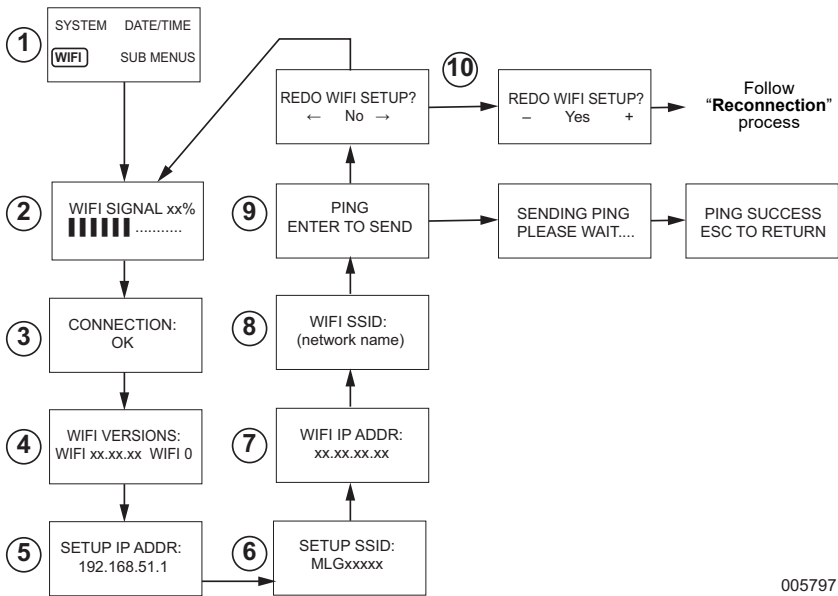 1
SYSTEM DATE/TIME
WIFI SUB MENUS
2
WIFI SIGNAL xx%
...........
3
CONNECTION:
OK
4
WIFI VERSIONS:
WIFI xx.xx.xx WIFI 0
5
SETUP IP ADDR:
192.168.51.1
6
SETUP SSID:
MLGxxxxx
7
WIFI IP ADDR:
xx.xx.xx.xx
8
WIFI SSID:
(network name)
9
PING
ENTER TO SEND
SENDING PING
PLEASE WAIT....
PING SUCCESS
ESC TO RETURN
REDO WIFI SETUP?
← No →
10
REDO WIFI SETUP?
– Yes +
Follow
“Reconnection”
process
005797